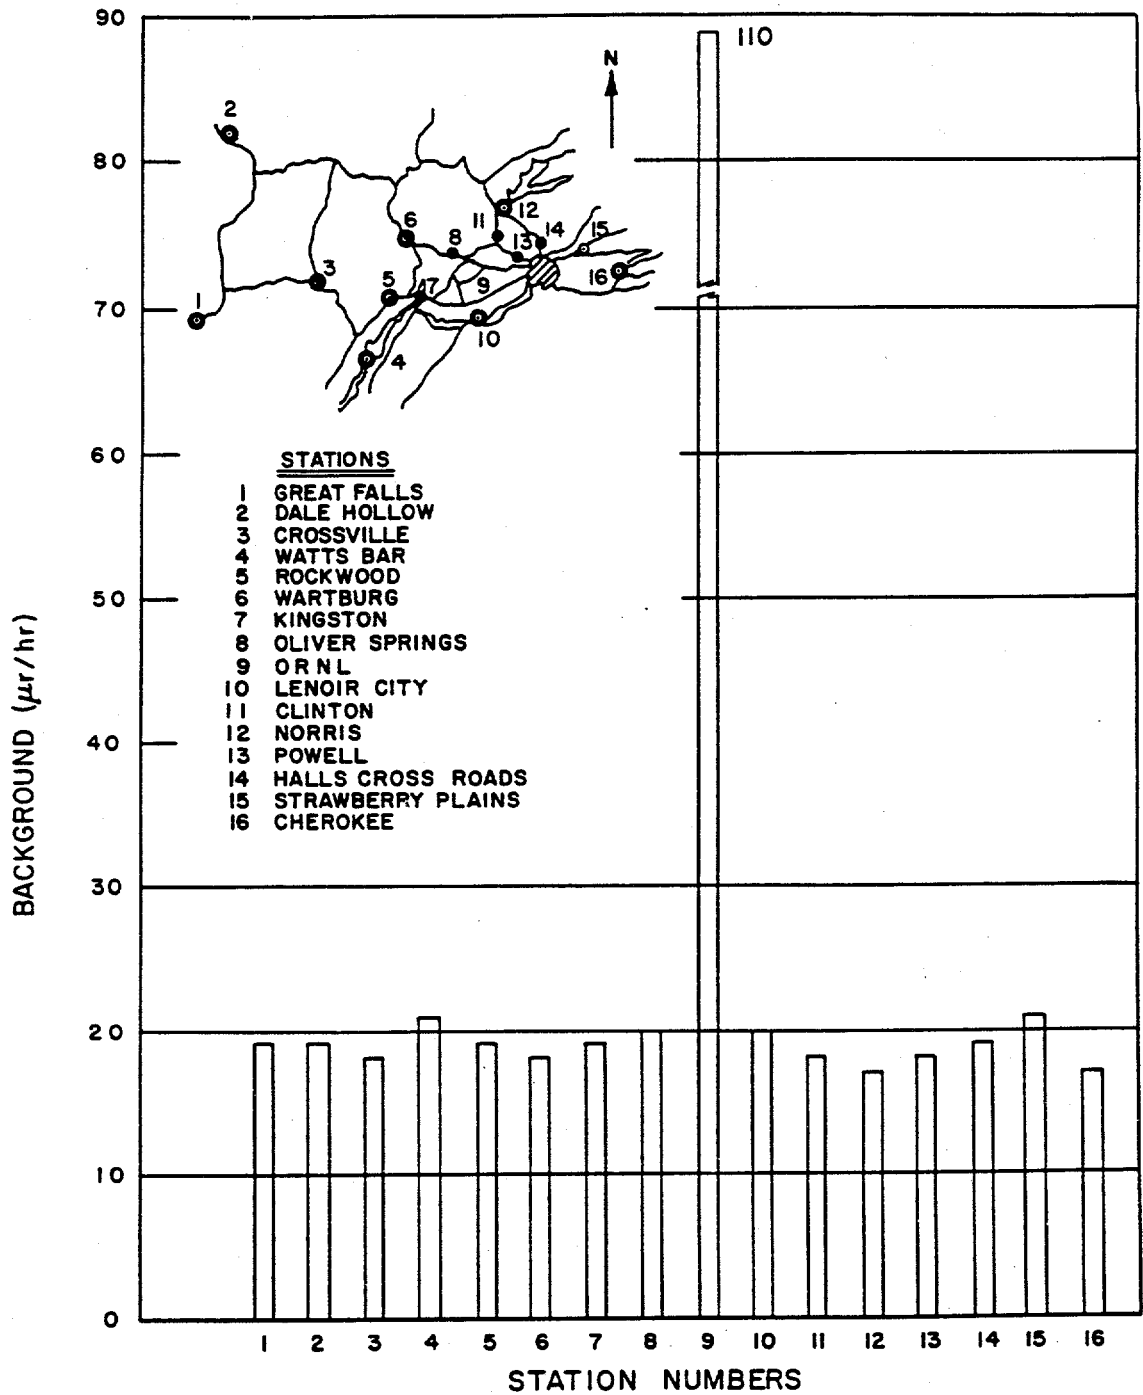 90
110
N
2
80
12
6
11
14
15
8
13
3
16
5
7
9
1
70
10
4
60
STATIONS
1 GREAT FALLS
2 DALE HOLLOW
3 CROSSVILLE
4 WATTS BAR
5 ROCKWOOD
6 WARTBURG
7 KINGSTON
8 OLIVER SPRINGS
9 ORNL
10 LENOIR CITY
11 CLINTON
12 NORRIS
13 POWELL
14 HALLS CROSS ROADS
15 STRAWBERRY PLAINS
16 CHEROKEE
50
40
30
20
10
0
BACKGROUND (μr/hr)
1 2 3 4 5 6 7 8 9 10 11 12 13 14 15 16
STATION NUMBERS